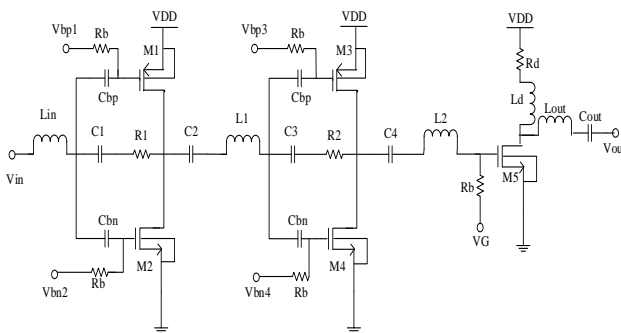 Vbp1 Rb VDD Vbp3 Rb VDD VDD
M1 M3 Rd
Cbp Cbp Ld
Lin C1 R1 C2 L1 C3 R2 C4 L2 Lout Cout
Vin Vou
Rb M5
Cbn Cbn
VG
M2 M4
Vbn2 Rb Vbn4 Rb